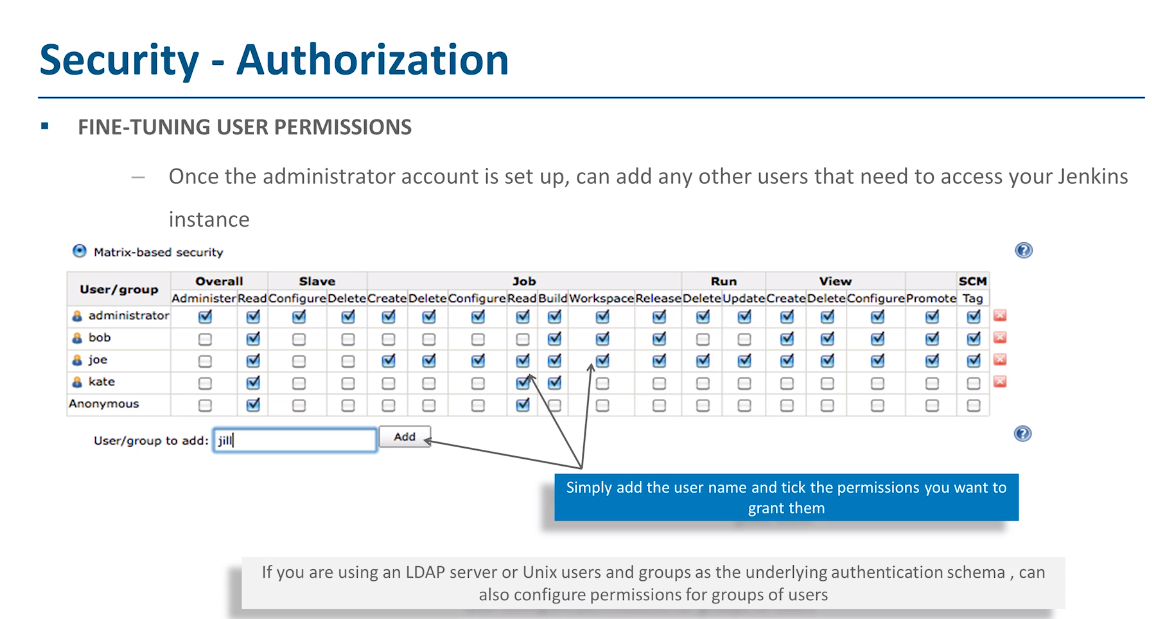 Security - Authorization
▪ FINE-TUNING USER PERMISSIONS
– Once the administrator account is set up, can add any other users that need to access your Jenkins
instance
Matrix-based security
User/group Overall Slave Job Run View SCM
Administer Read Configure Delete Create Delete Configure Read Build Workspace Release Delete Update Create Delete Configure Promote Tag
administrator
bob
joe
kate
Anonymous
User/group to add: jill Add
Simply add the user name and tick the permissions you want to
grant them
If you are using an LDAP server or Unix users and groups as the underlying authentication schema , can
also configure permissions for groups of users